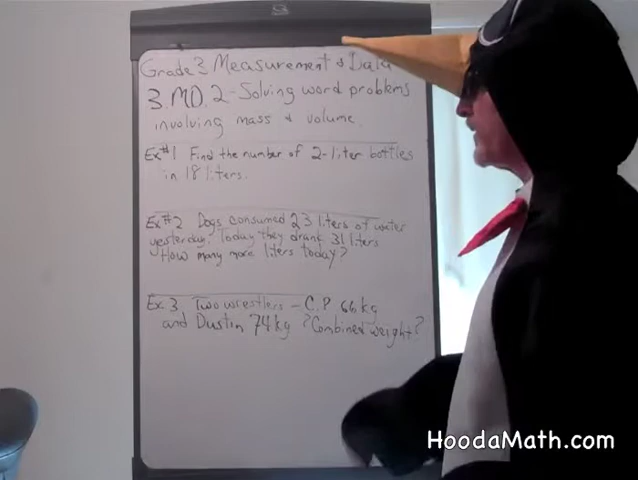 Grade 3 Measurement & Data
3.MD.2 - Solving word problems
involving mass & volume.
Ex#1 Find the number of 2-liter bottles
in 18 liters.
Ex#2 Dogs consumed 23 liters of water
yesterday. Today they drank 31 liters
How many more liters today?
Ex.3 Two wrestlers - C.P 66 kg
and Dustin 74 kg ?Combined weight?
HoodaMath.com